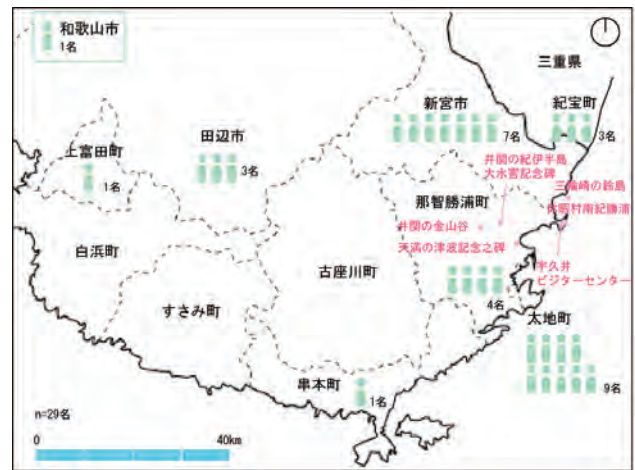 和歌山市
1名
三重県
新宮市
7名
紀宝町
3名
田辺市
3名
上富田町
1名
井関の紀伊半島
大水害記念碑
三輪崎の鈴島
那智勝浦町
休暇村南紀勝浦
井関の金山谷
天満の津波記念之碑
白浜町
古座川町
宇久井
ビジターセンター
すさみ町
4名
太地町
9名
串本町
1名
n=29名
0
40km